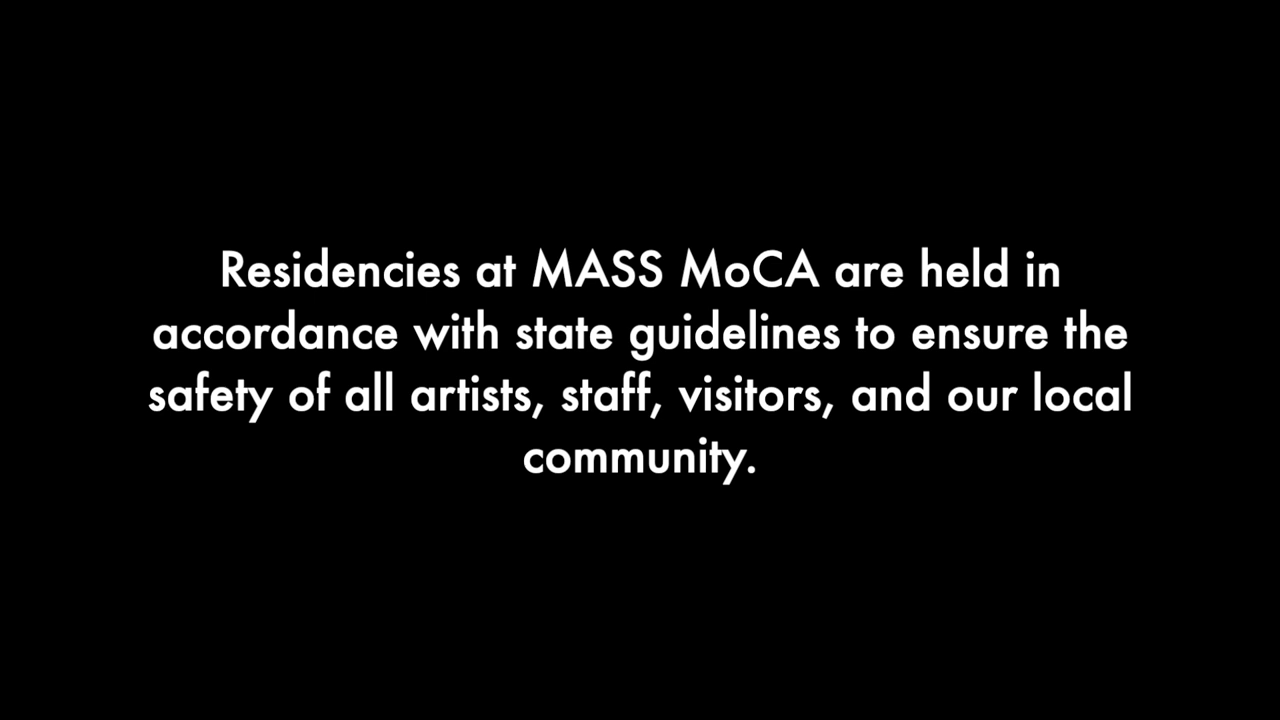 Residencies at MASS MoCA are held in
accordance with state guidelines to ensure the
safety of all artists, staff, visitors, and our local
community.